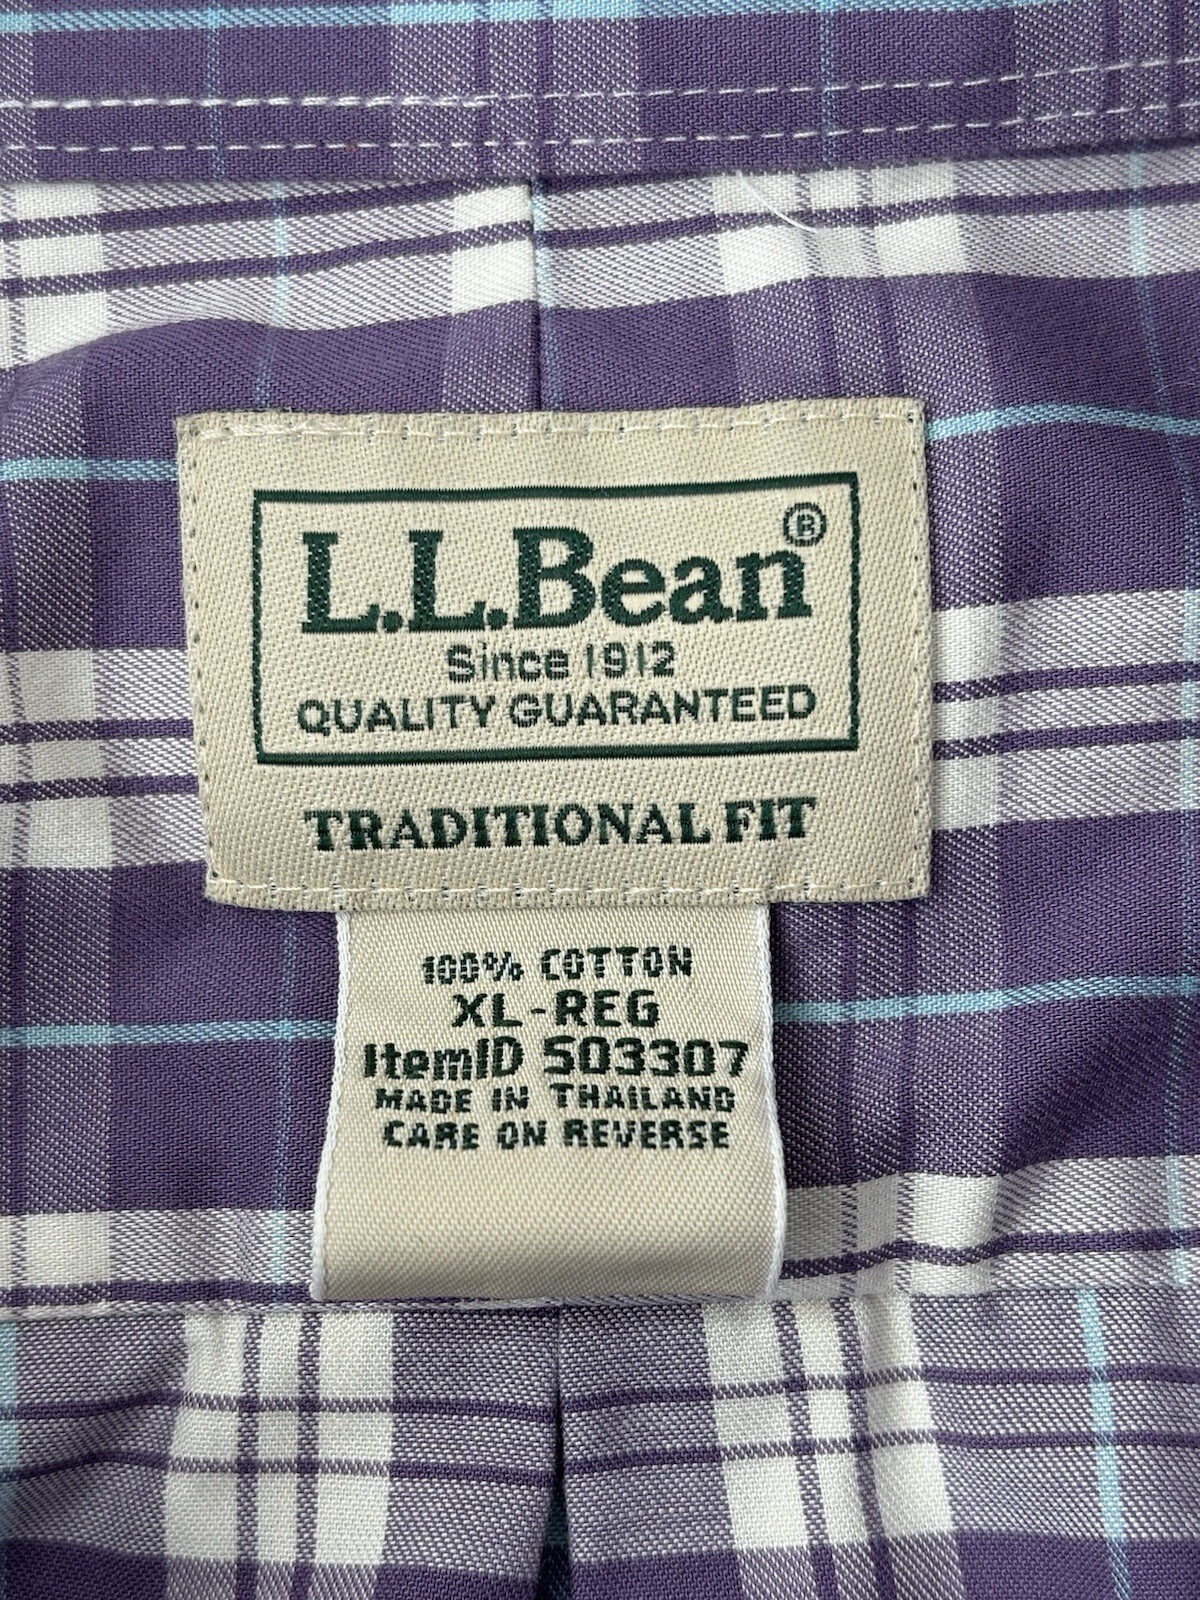 L.L.Bean®
Since 1912
QUALITY GUARANTEED
TRADITIONAL FIT
100% COTTON
XL-REG
ItemID 503307
MADE IN THAILAND
CARE ON REVERSE